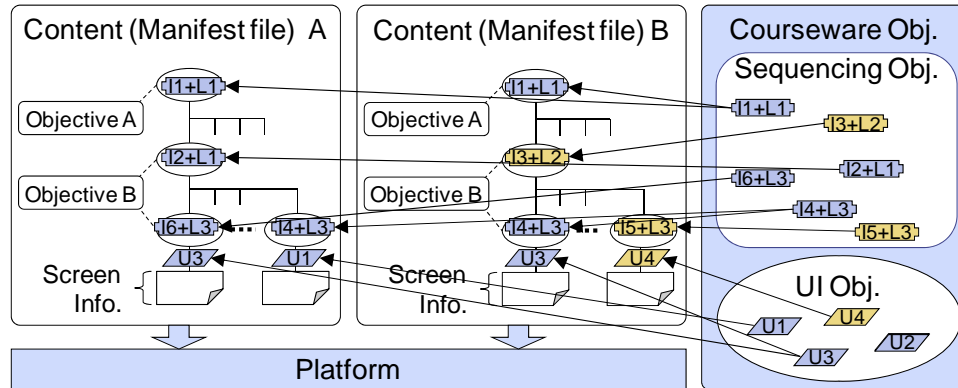 Content (Manifest file) A
I1+L1
Objective A
I2+L1
Objective B
I6+L3
I4+L3
U3
U1
Screen
Info.
Content (Manifest file) B
I1+L1
Objective A
I3+L2
Objective B
I4+L3
I5+L3
U3
U4
Screen
Info.
Courseware Obj.
Sequencing Obj.
I1+L1
I3+L2
I2+L1
I6+L3
I4+L3
I5+L3
UI Obj.
U1
U4
U2
U3
Platform